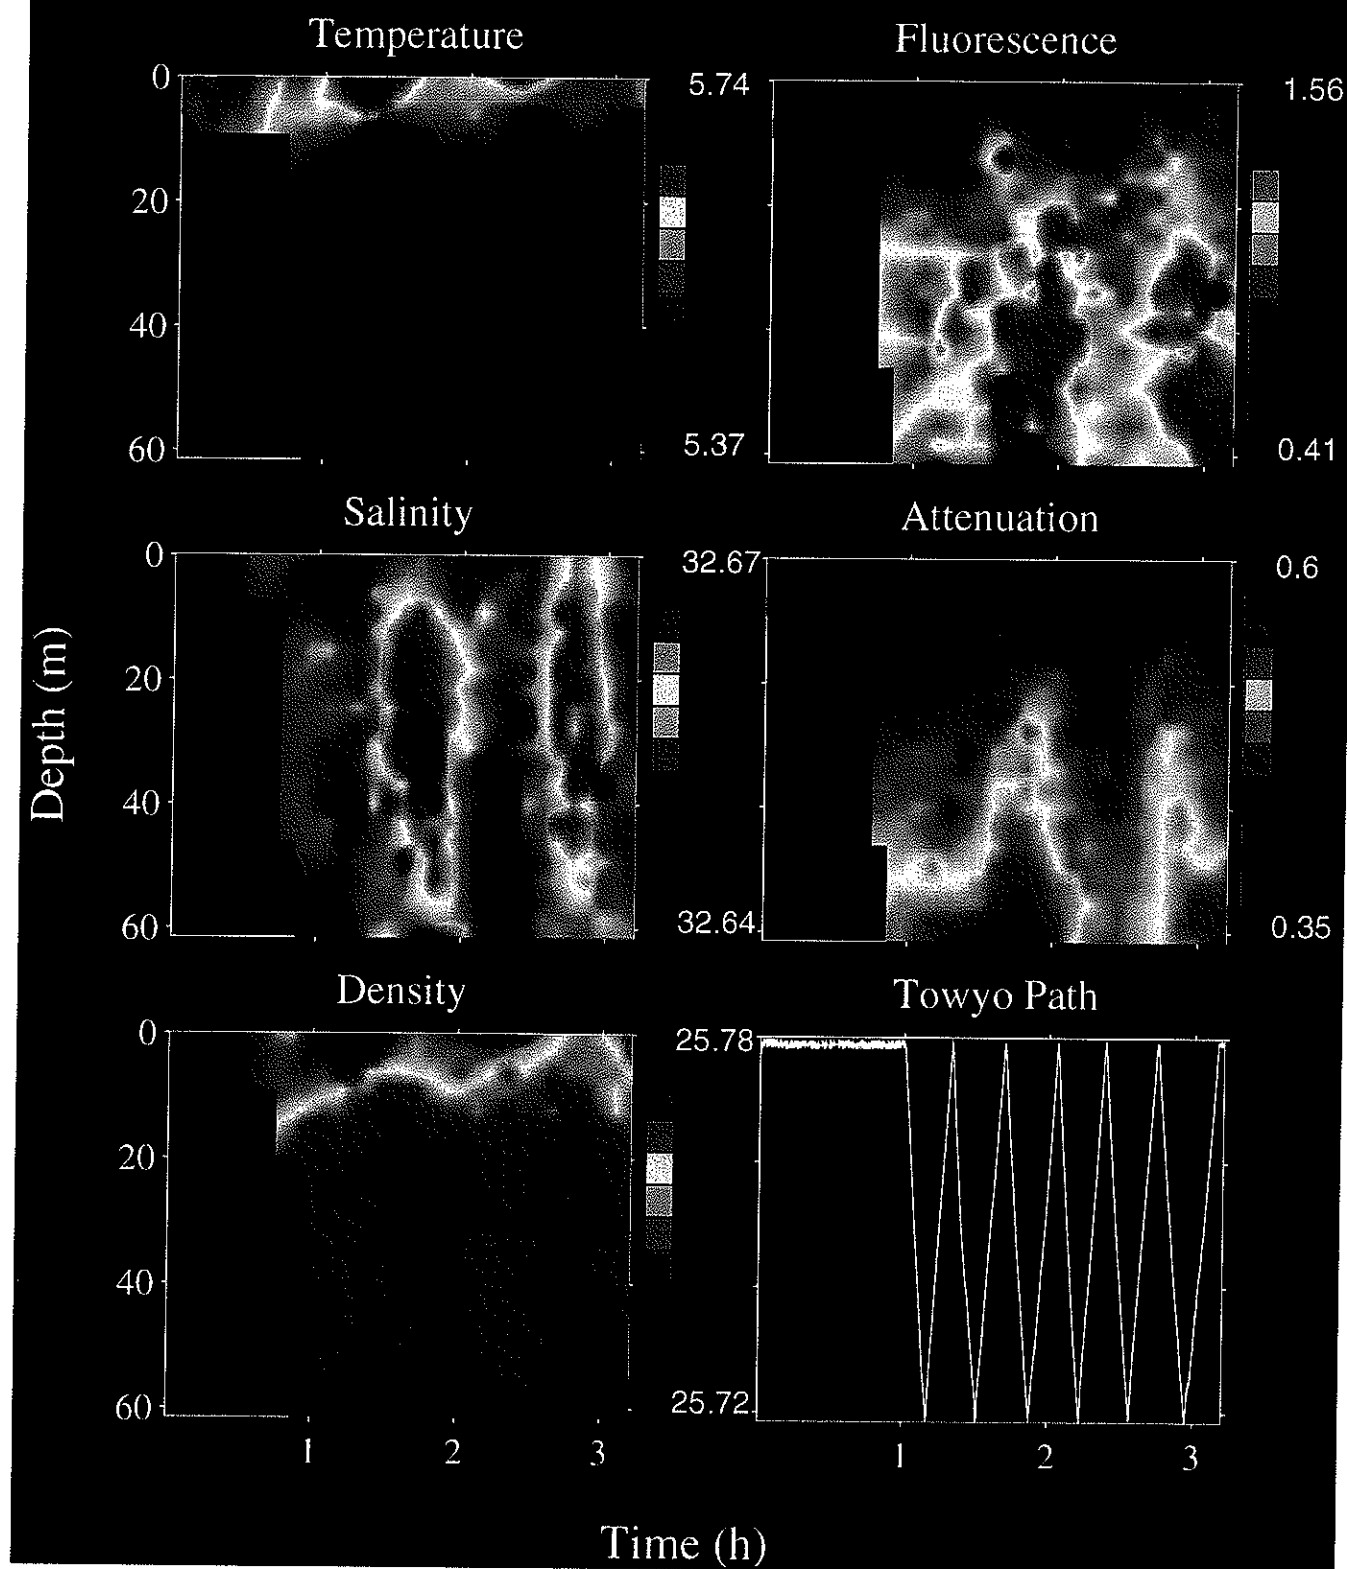 Temperature
Fluorescence
0
20
40
60
5.74
5.37
1.56
0.41
Salinity
Attenuation
0
20
40
60
32.67
32.64
0.6
0.35
Depth (m)
Density
Towyo Path
0
20
40
60
25.78
25.72
1 2 3
1 2 3
Time (h)